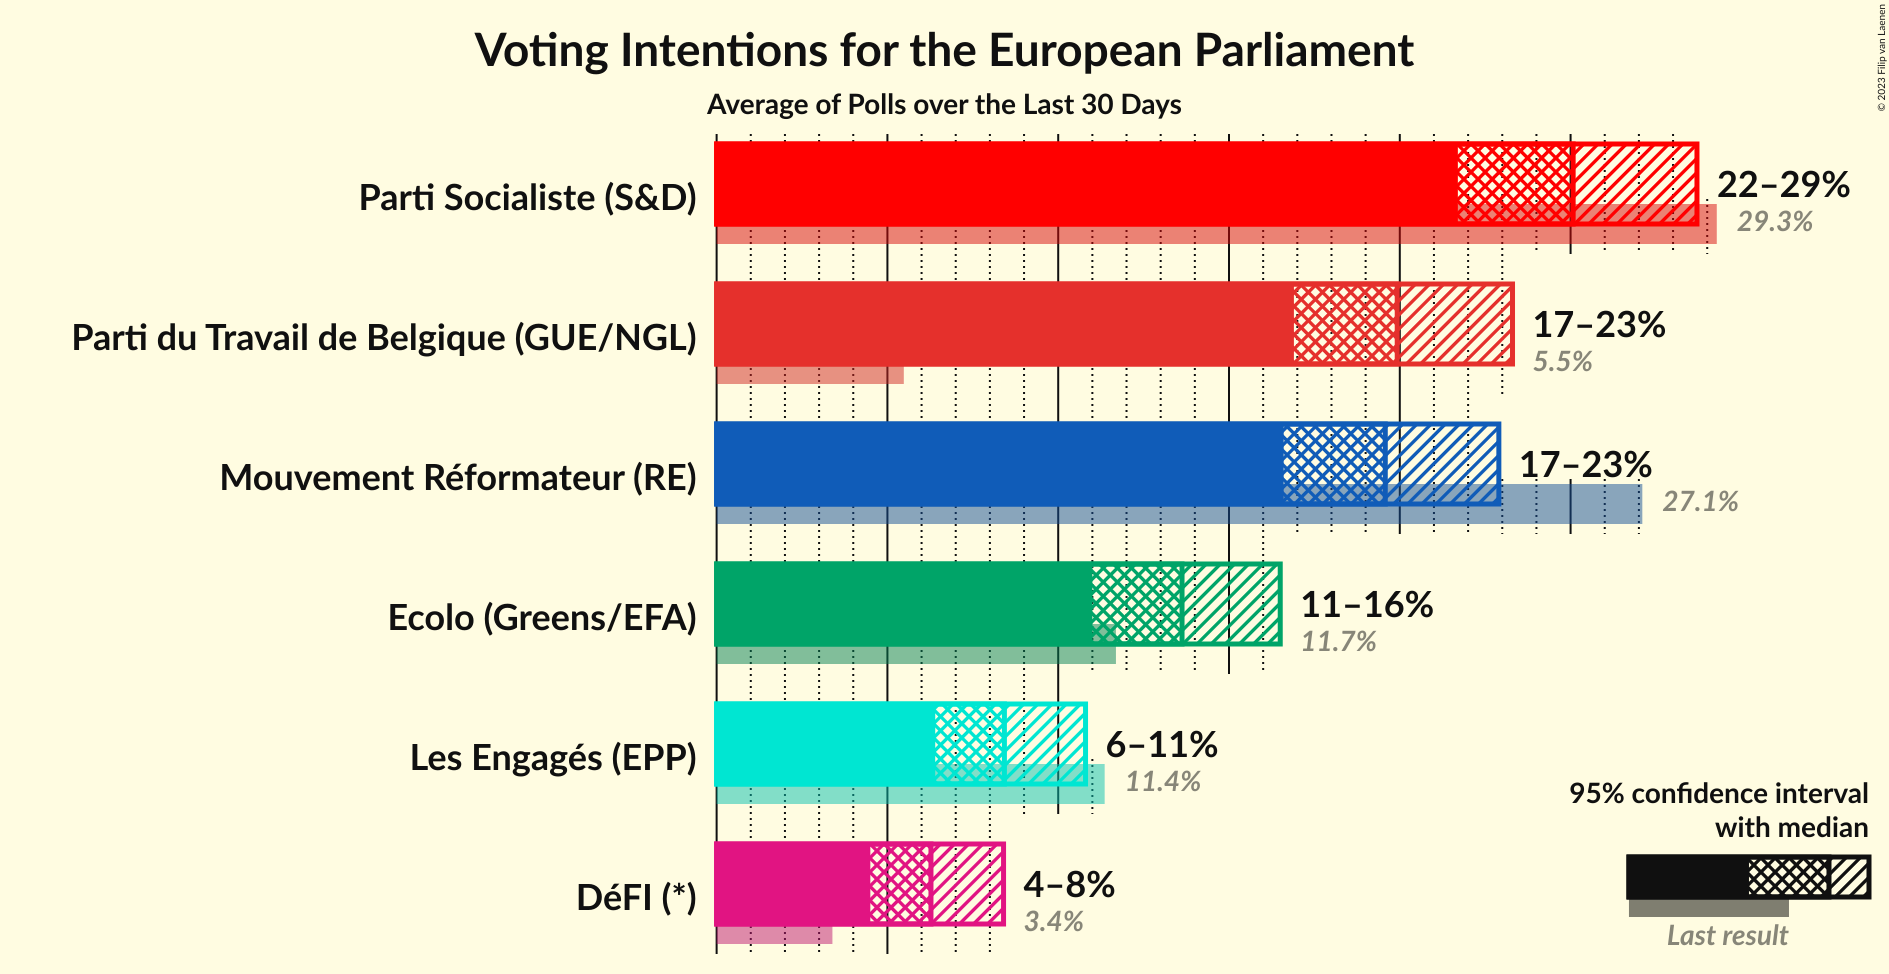 Voting Intentions for the European Parliament
Average of Polls over the Last 30 Days
© 2023 Filip van Laenen
Parti Socialiste (S&D)
22–29%
29.3%
Parti du Travail de Belgique (GUE/NGL)
17–23%
5.5%
Mouvement Réformateur (RE)
17–23%
27.1%
Ecolo (Greens/EFA)
11–16%
11.7%
Les Engagés (EPP)
6–11%
11.4%
DéFI (*)
4–8%
3.4%
95% confidence interval
with median
Last result